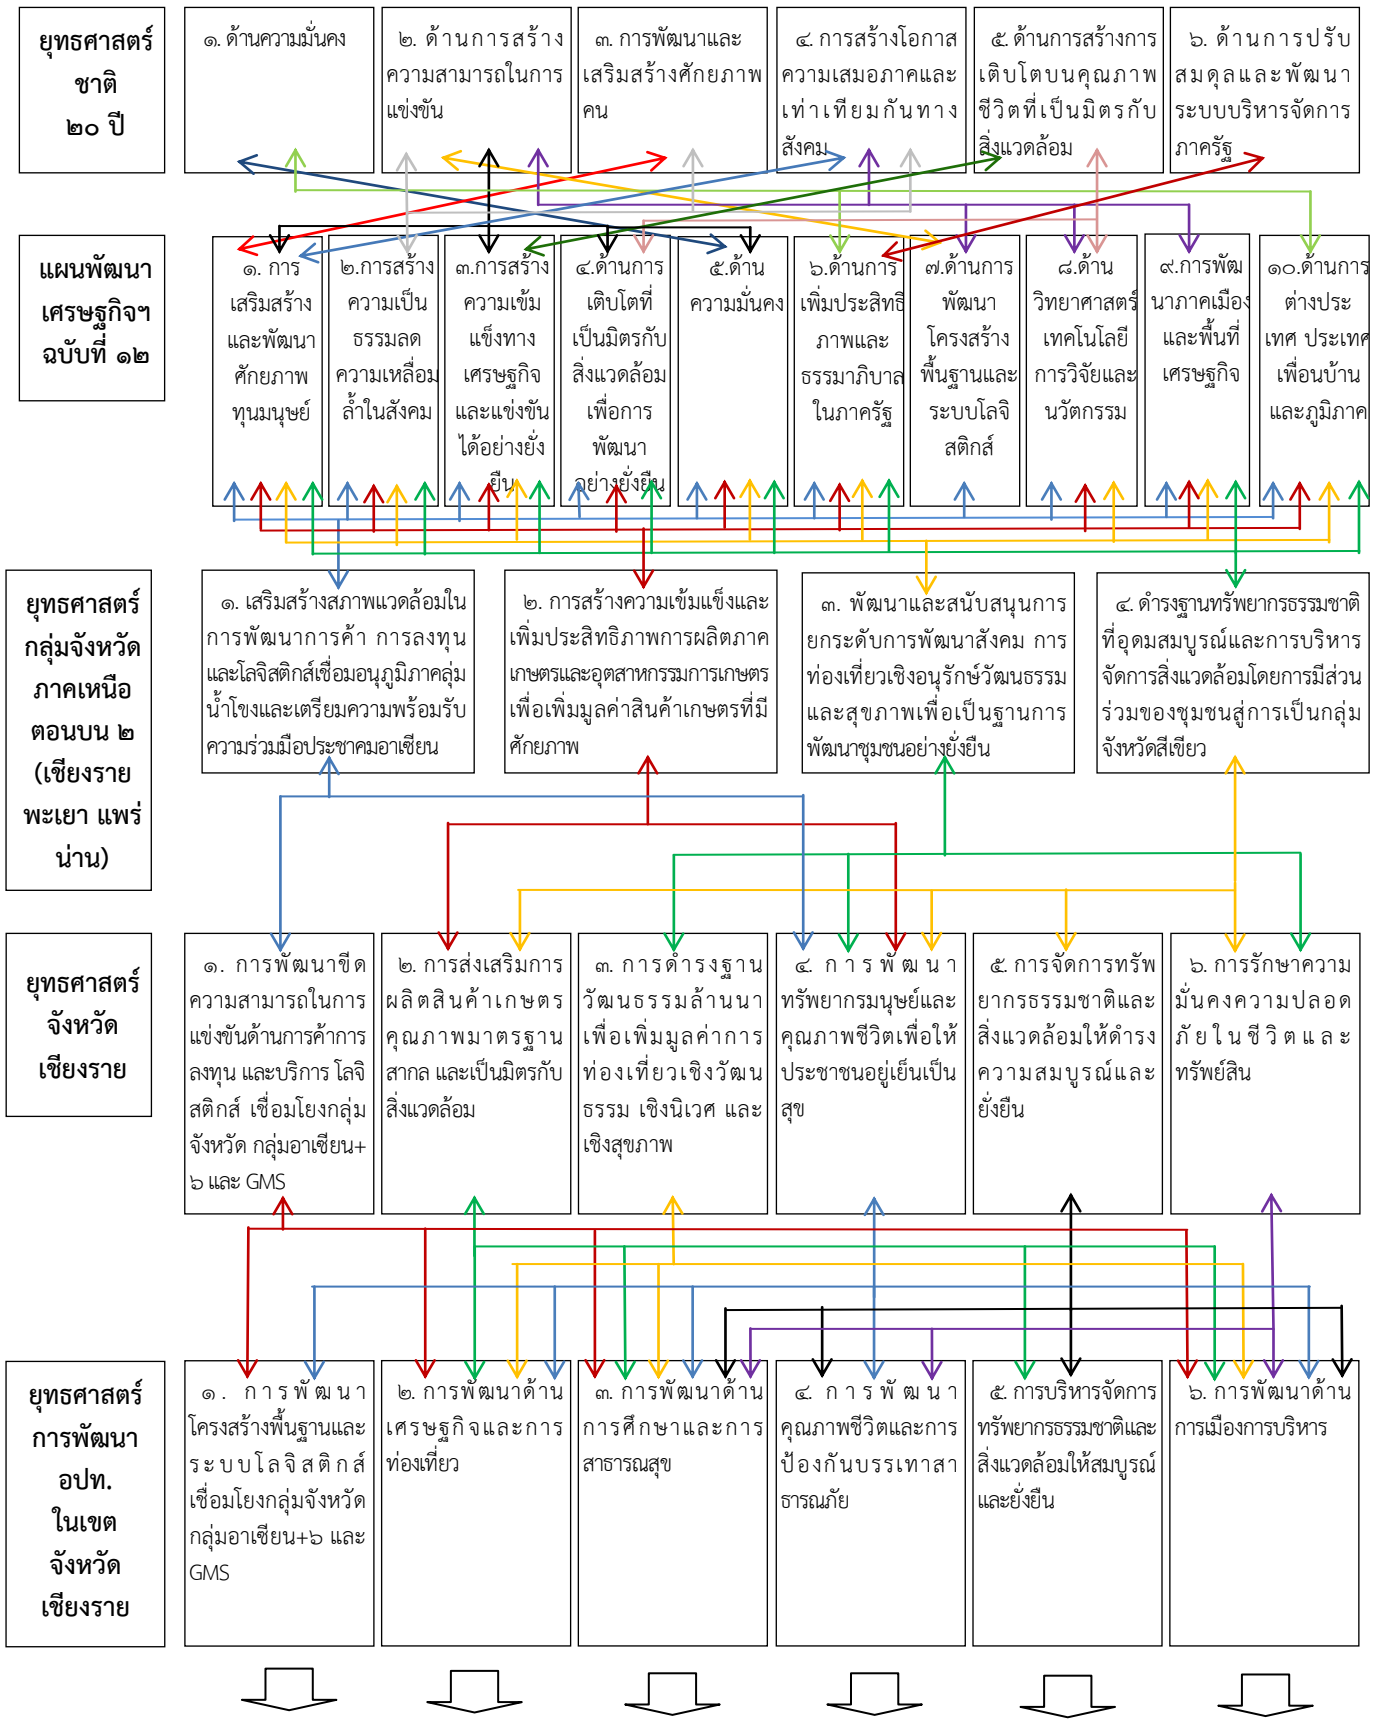 ยุทธศาสตร์
ชาติ
๒๐ ปี
๑. ด้านความมั่นคง
๒. ด้านการสร้าง
ความสามารถในการ
แข่งขัน
๓. การพัฒนาและ
เสริมสร้างศักยภาพ
คน
๔. การสร้างโอกาส
ความเสมอภาคและ
เท่าเทียมกันทาง
สังคม
๕. ด้านการสร้างการ
เติบโตบนคุณภาพ
ชีวิตที่เป็นมิตรกับ
สิ่งแวดล้อม
๖. ด้านการปรับ
สมดุลและพัฒนา
ระบบบริหารจัดการ
ภาครัฐ
แผนพัฒนา
เศรษฐกิจฯ
ฉบับที่ ๑๒
๑. การ
เสริมสร้าง
และพัฒนา
ศักยภาพ
ทุนมนุษย์
๒.การสร้าง
ความเป็น
ธรรมลด
ความเหลื่อม
ล้ำในสังคม
๓.การสร้าง
ความเข้ม
แข็งทาง
เศรษฐกิจ
และแข่งขัน
ได้อย่างยั่ง
ยืน
๔.ด้านการ
เติบโตที่
เป็นมิตรกับ
สิ่งแวดล้อม
เพื่อการ
พัฒนา
อย่างยั่งยืน
๕.ด้าน
ความมั่นคง
๖.ด้านการ
เพิ่มประสิทธิ
ภาพและ
ธรรมาภิบาล
ในภาครัฐ
๗.ด้านการ
พัฒนา
โครงสร้าง
พื้นฐานและ
ระบบโลจิ
สติกส์
๘.ด้าน
วิทยาศาสตร์
เทคโนโลยี
การวิจัยและ
นวัตกรรม
๙.การพัฒ
นาภาคเมือง
และพื้นที่
เศรษฐกิจ
๑๐.ด้านการ
ต่างประ
เทศ ประเทศ
เพื่อนบ้าน
และภูมิภาค
ยุทธศาสตร์
กลุ่มจังหวัด
ภาคเหนือ
ตอนบน ๒
(เชียงราย
พะเยา แพร่
น่าน)
๑. เสริมสร้างสภาพแวดล้อมใน
การพัฒนาการค้า การลงทุน
และโลจิสติกส์เชื่อมอนุภูมิภาคลุ่ม
น้ำโขงและเตรียมความพร้อมรับ
ความร่วมมือประชาคมอาเซียน
๒. การสร้างความเข้มแข็งและ
เพิ่มประสิทธิภาพการผลิตภาค
เกษตรและอุตสาหกรรมการเกษตร
เพื่อเพิ่มมูลค่าสินค้าเกษตรที่มี
ศักยภาพ
๓. พัฒนาและสนับสนุนการ
ยกระดับการพัฒนาสังคม การ
ท่องเที่ยวเชิงอนุรักษ์วัฒนธรรม
และสุขภาพเพื่อเป็นฐานการ
พัฒนาชุมชนอย่างยั่งยืน
๔. ดำรงฐานทรัพยากรธรรมชาติ
ที่อุดมสมบูรณ์และการบริหาร
จัดการสิ่งแวดล้อมโดยการมีส่วน
ร่วมของชุมชนสู่การเป็นกลุ่ม
จังหวัดสีเขียว
ยุทธศาสตร์
จังหวัด
เชียงราย
๑. การพัฒนาขีด
ความสามารถในการ
แข่งขันด้านการค้าการ
ลงทุน และบริการ โลจิ
สติกส์ เชื่อมโยงกลุ่ม
จังหวัด กลุ่มอาเซียน+
๖ และ GMS
๒. การส่งเสริมการ
ผลิตสินค้าเกษตร
คุณภาพมาตรฐาน
สากล และเป็นมิตรกับ
สิ่งแวดล้อม
๓. การดำรงฐาน
วัฒนธรรมล้านนา
เพื่อเพิ่มมูลค่าการ
ท่องเที่ยวเชิงวัฒน
ธรรม เชิงนิเวศ และ
เชิงสุขภาพ
๔. การพัฒนา
ทรัพยากรมนุษย์และ
คุณภาพชีวิตเพื่อให้
ประชาชนอยู่เย็นเป็น
สุข
๕. การจัดการทรัพ
ยากรธรรมชาติและ
สิ่งแวดล้อมให้ดำรง
ความสมบูรณ์และ
ยั่งยืน
๖. การรักษาความ
มั่นคงความปลอด
ภัยในชีวิตและ
ทรัพย์สิน
ยุทธศาสตร์
การพัฒนา
อปท.
ในเขต
จังหวัด
เชียงราย
๑. การพัฒนา
โครงสร้างพื้นฐานและ
ระบบโลจิสติกส์
เชื่อมโยงกลุ่มจังหวัด
กลุ่มอาเซียน+๖ และ
GMS
๒. การพัฒนาด้าน
เศรษฐกิจและการ
ท่องเที่ยว
๓. การพัฒนาด้าน
การศึกษาและการ
สาธารณสุข
๔. การพัฒนา
คุณภาพชีวิตและการ
ป้องกันบรรเทาสา
ธารณภัย
๕. การบริหารจัดการ
ทรัพยากรธรรมชาติและ
สิ่งแวดล้อมให้สมบูรณ์
และยั่งยืน
๖. การพัฒนาด้าน
การเมืองการบริหาร